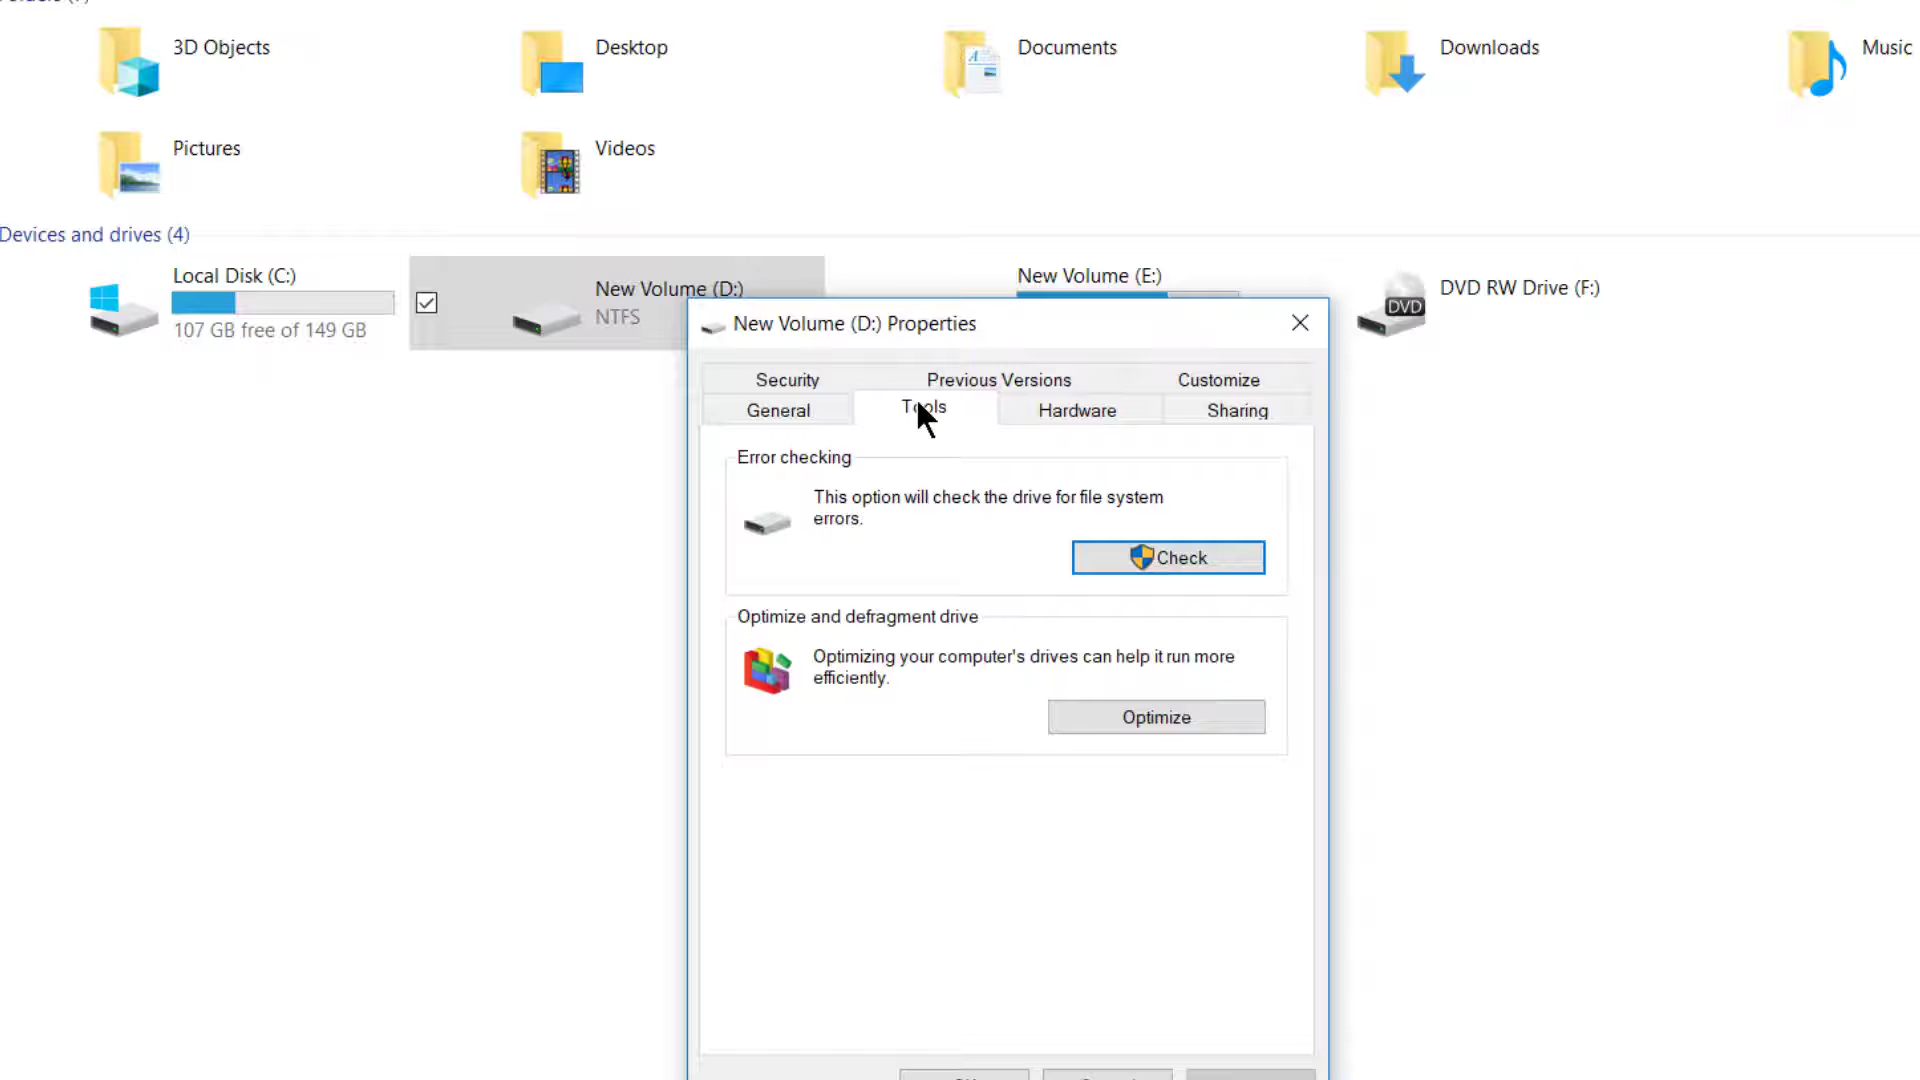 3D Objects
Desktop
Documents
Downloads
Music
Pictures
Videos
Devices and drives (4)
Local Disk (C:)
107 GB free of 149 GB
New Volume (D:)
NTFS
New Volume (E:)
DVD RW Drive (F:)
DVD
New Volume (D:) Properties
Security
Previous Versions
Customize
General
Tools
Hardware
Sharing
Error checking
This option will check the drive for file system
errors.
Check
Optimize and defragment drive
Optimizing your computer's drives can help it run more
efficiently.
Optimize